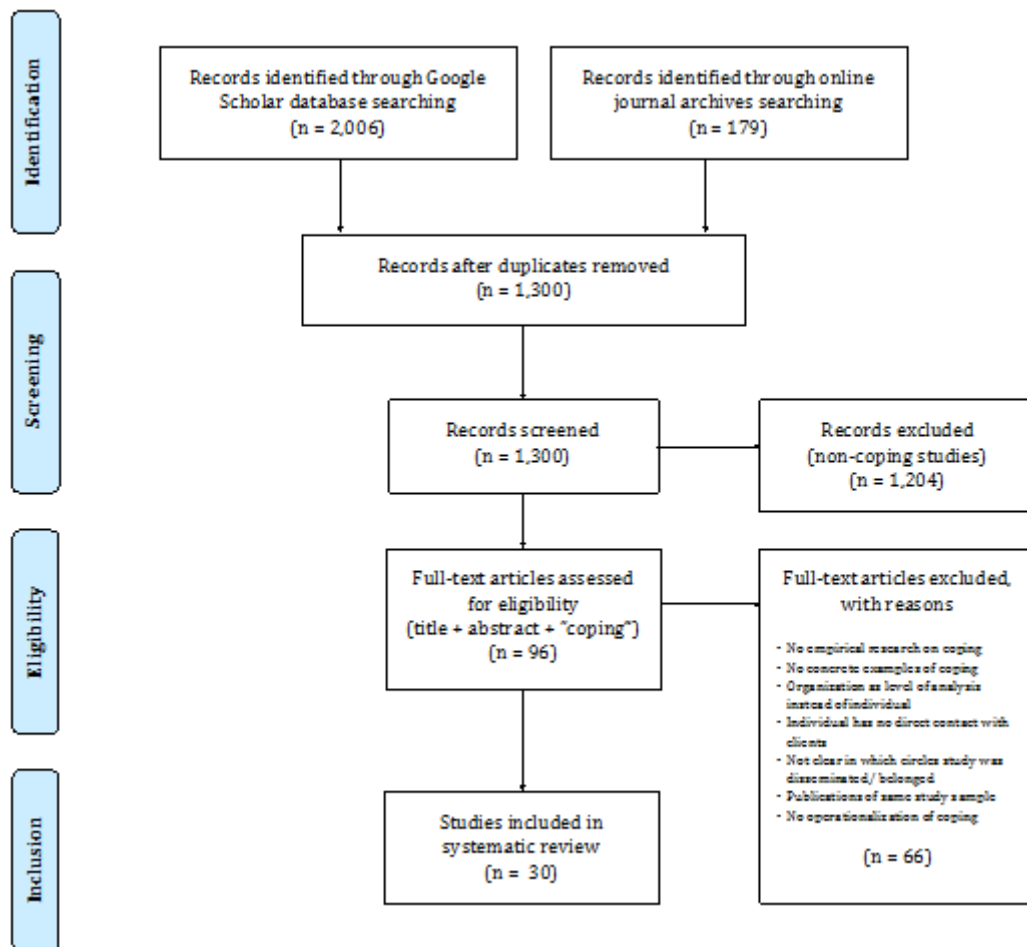 Identification
Records identified through Google
Scholar database searching
(n = 2,006)
Records identified through online
journal archives searching
(n = 179)
Records after duplicates removed
(n = 1,300)
Screening
Records screened
(n = 1,300)
Records excluded
(non-coping studies)
(n = 1,204)
Eligibility
Full-text articles assessed
for eligibility
(title + abstract + "coping")
(n = 96)
Full-text articles excluded,
with reasons
- No empirical research on coping
- No concrete examples of coping
- Organization as level of analysis
instead of individual
- Individual has no direct contact with
clients
- Not clear in which circles study was
disseminated/ belonged
- Publications of same study sample
- No operationalization of coping
(n = 66)
Inclusion
Studies included in
systematic review
(n = 30)